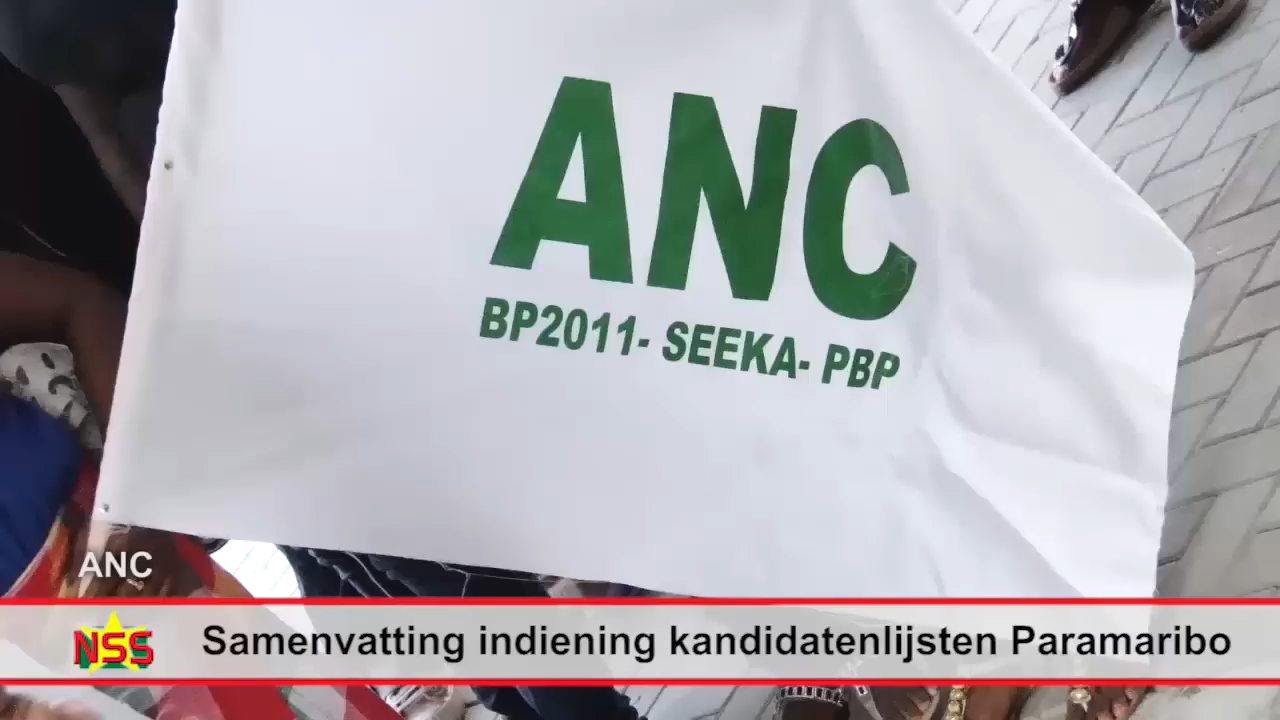 ANC
BP2011- SEEKA- PBP
ANC
NSS
Samenvatting indiening kandidatenlijsten Paramaribo